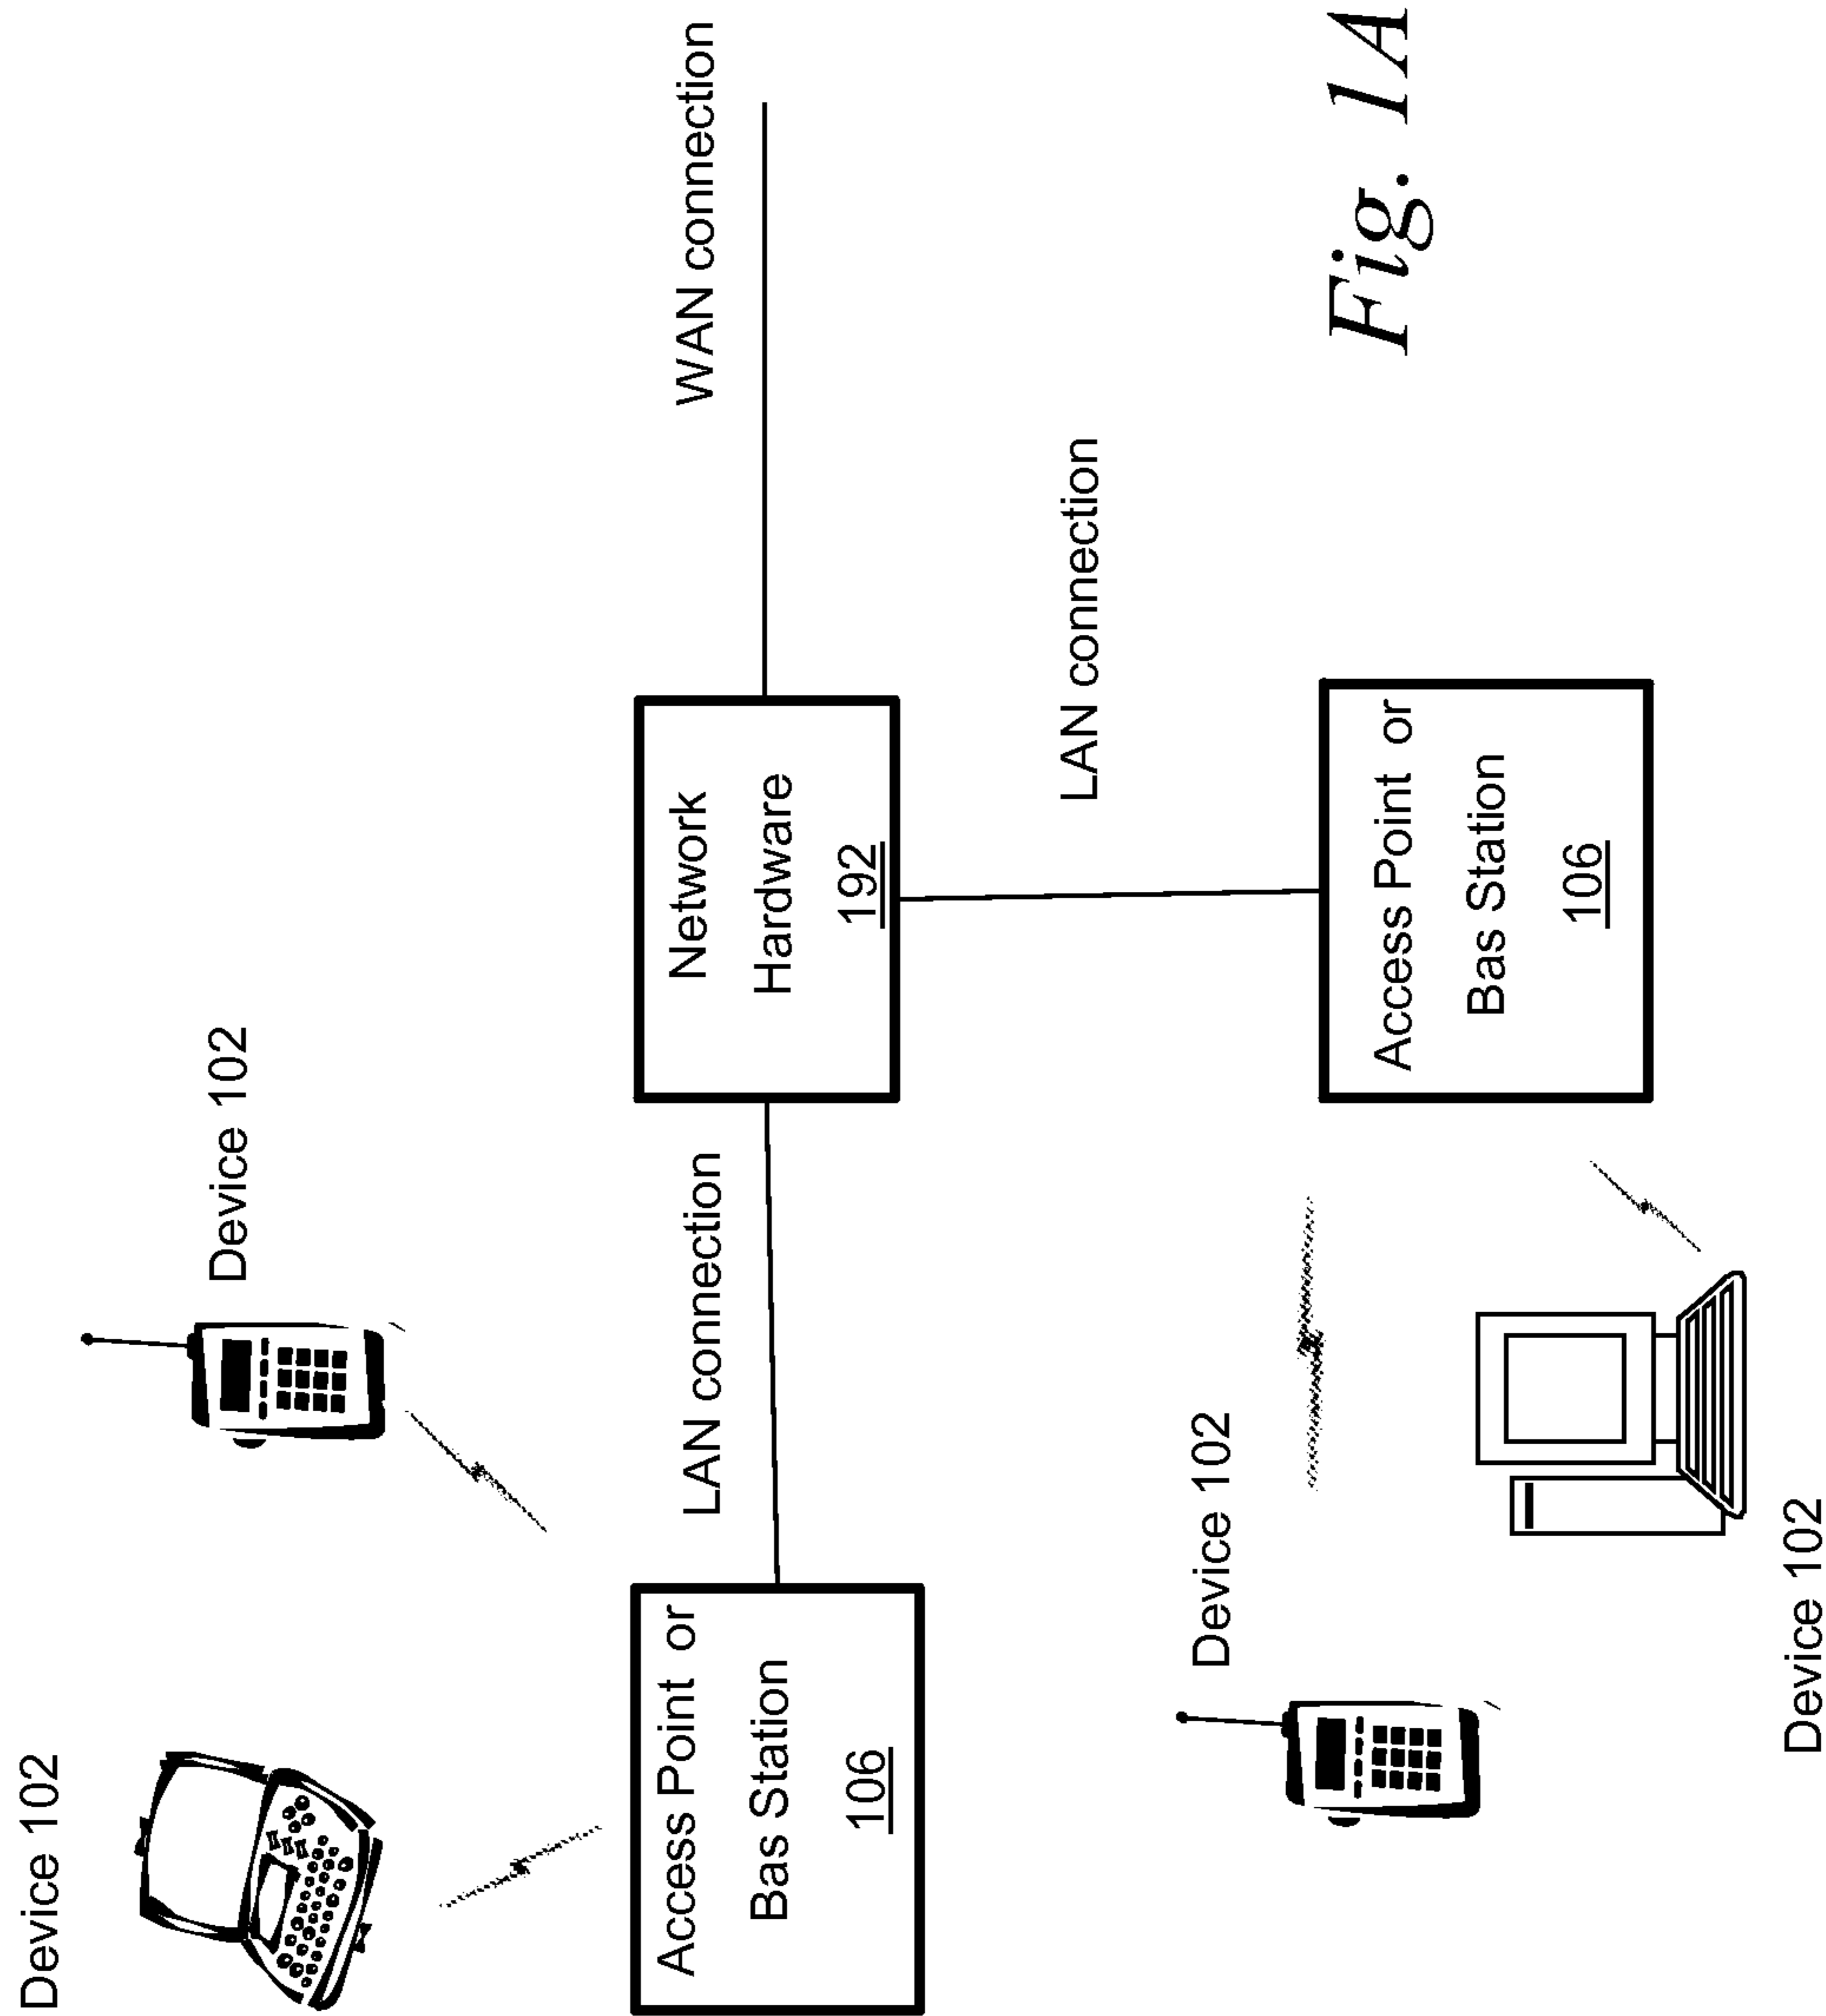 Device 102
Device 102
Access Point or
Bas Station
106
LAN connection
Network
Hardware
192
WAN connection
LAN connection
Device 102
Device 102
Access Point or
Bas Station
106
Fig. 1A